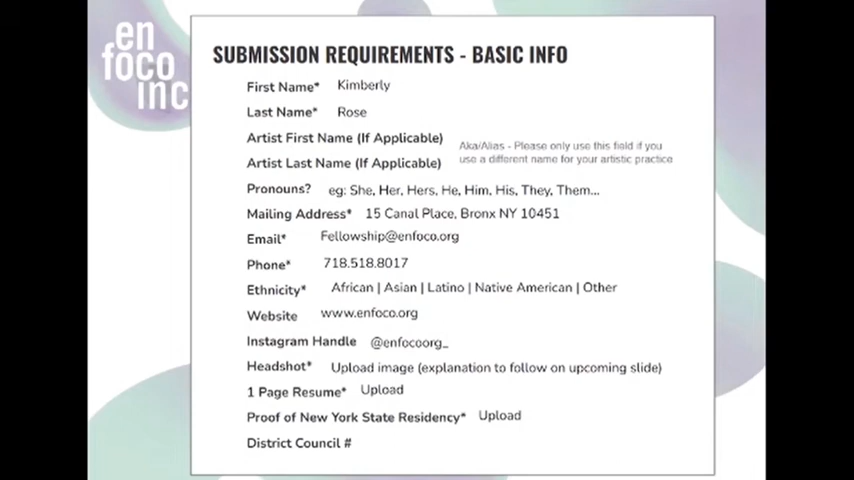 en
foco
inc
SUBMISSION REQUIREMENTS - BASIC INFO
First Name* Kimberly
Last Name* Rose
Artist First Name (If Applicable)
Artist Last Name (If Applicable)
Aka/Alias - Please only use this field if you
use a different name for your artistic practice
Pronouns? eg: She, Her, Hers, He, Him, His, They, Them...
Mailing Address* 15 Canal Place, Bronx NY 10451
Email* Fellowship@enfoco.org
Phone* 718.518.8017
Ethnicity* African | Asian | Latino | Native American | Other
Website www.enfoco.org
Instagram Handle @enfocoorg_
Headshot* Upload image (explanation to follow on upcoming slide)
1 Page Resume* Upload
Proof of New York State Residency* Upload
District Council #